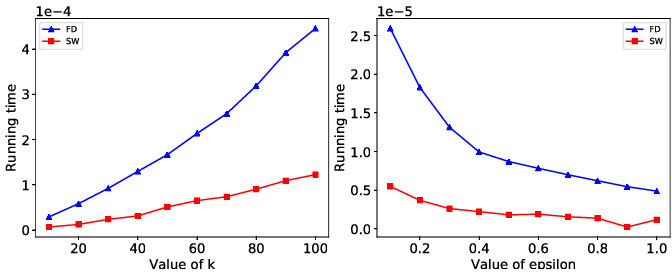 1e−4
FD
SW
Running time
4
3
2
1
0
20 40 60 80 100
Value of k
1e−5
FD
SW
Running time
2.5
2.0
1.5
1.0
0.5
0.0
0.2 0.4 0.6 0.8 1.0
Value of epsilon